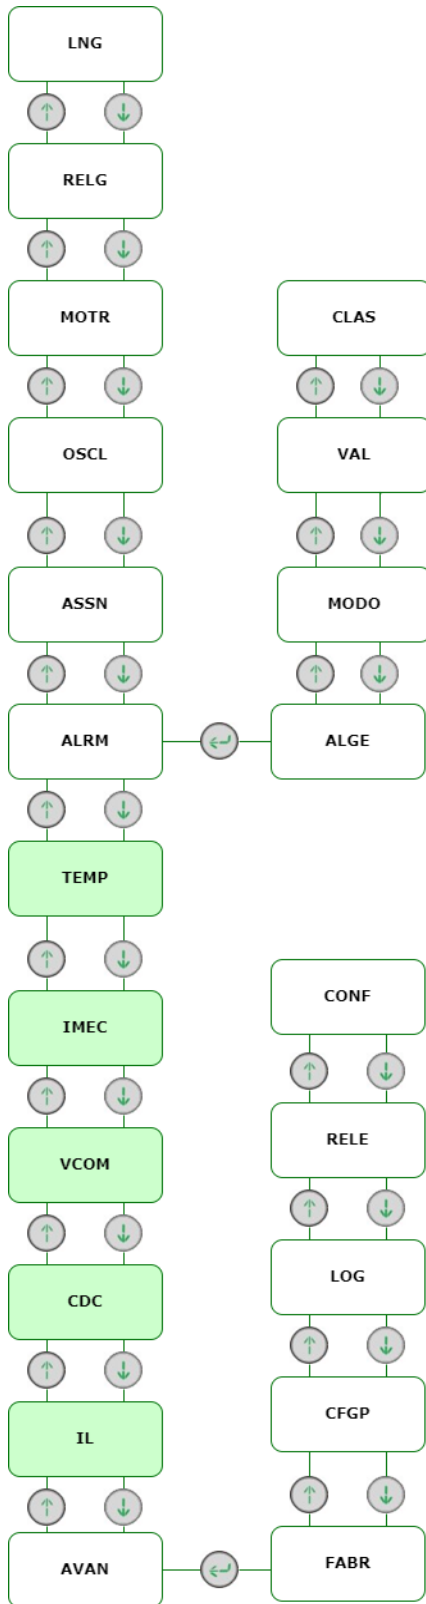 LNG
RELG
MOTR
CLAS
OSCL
VAL
ASSN
MODO
ALRM
ALGE
TEMP
CONF
IMEC
RELE
VCOM
LOG
CDC
CFGP
IL
AVAN
FABR